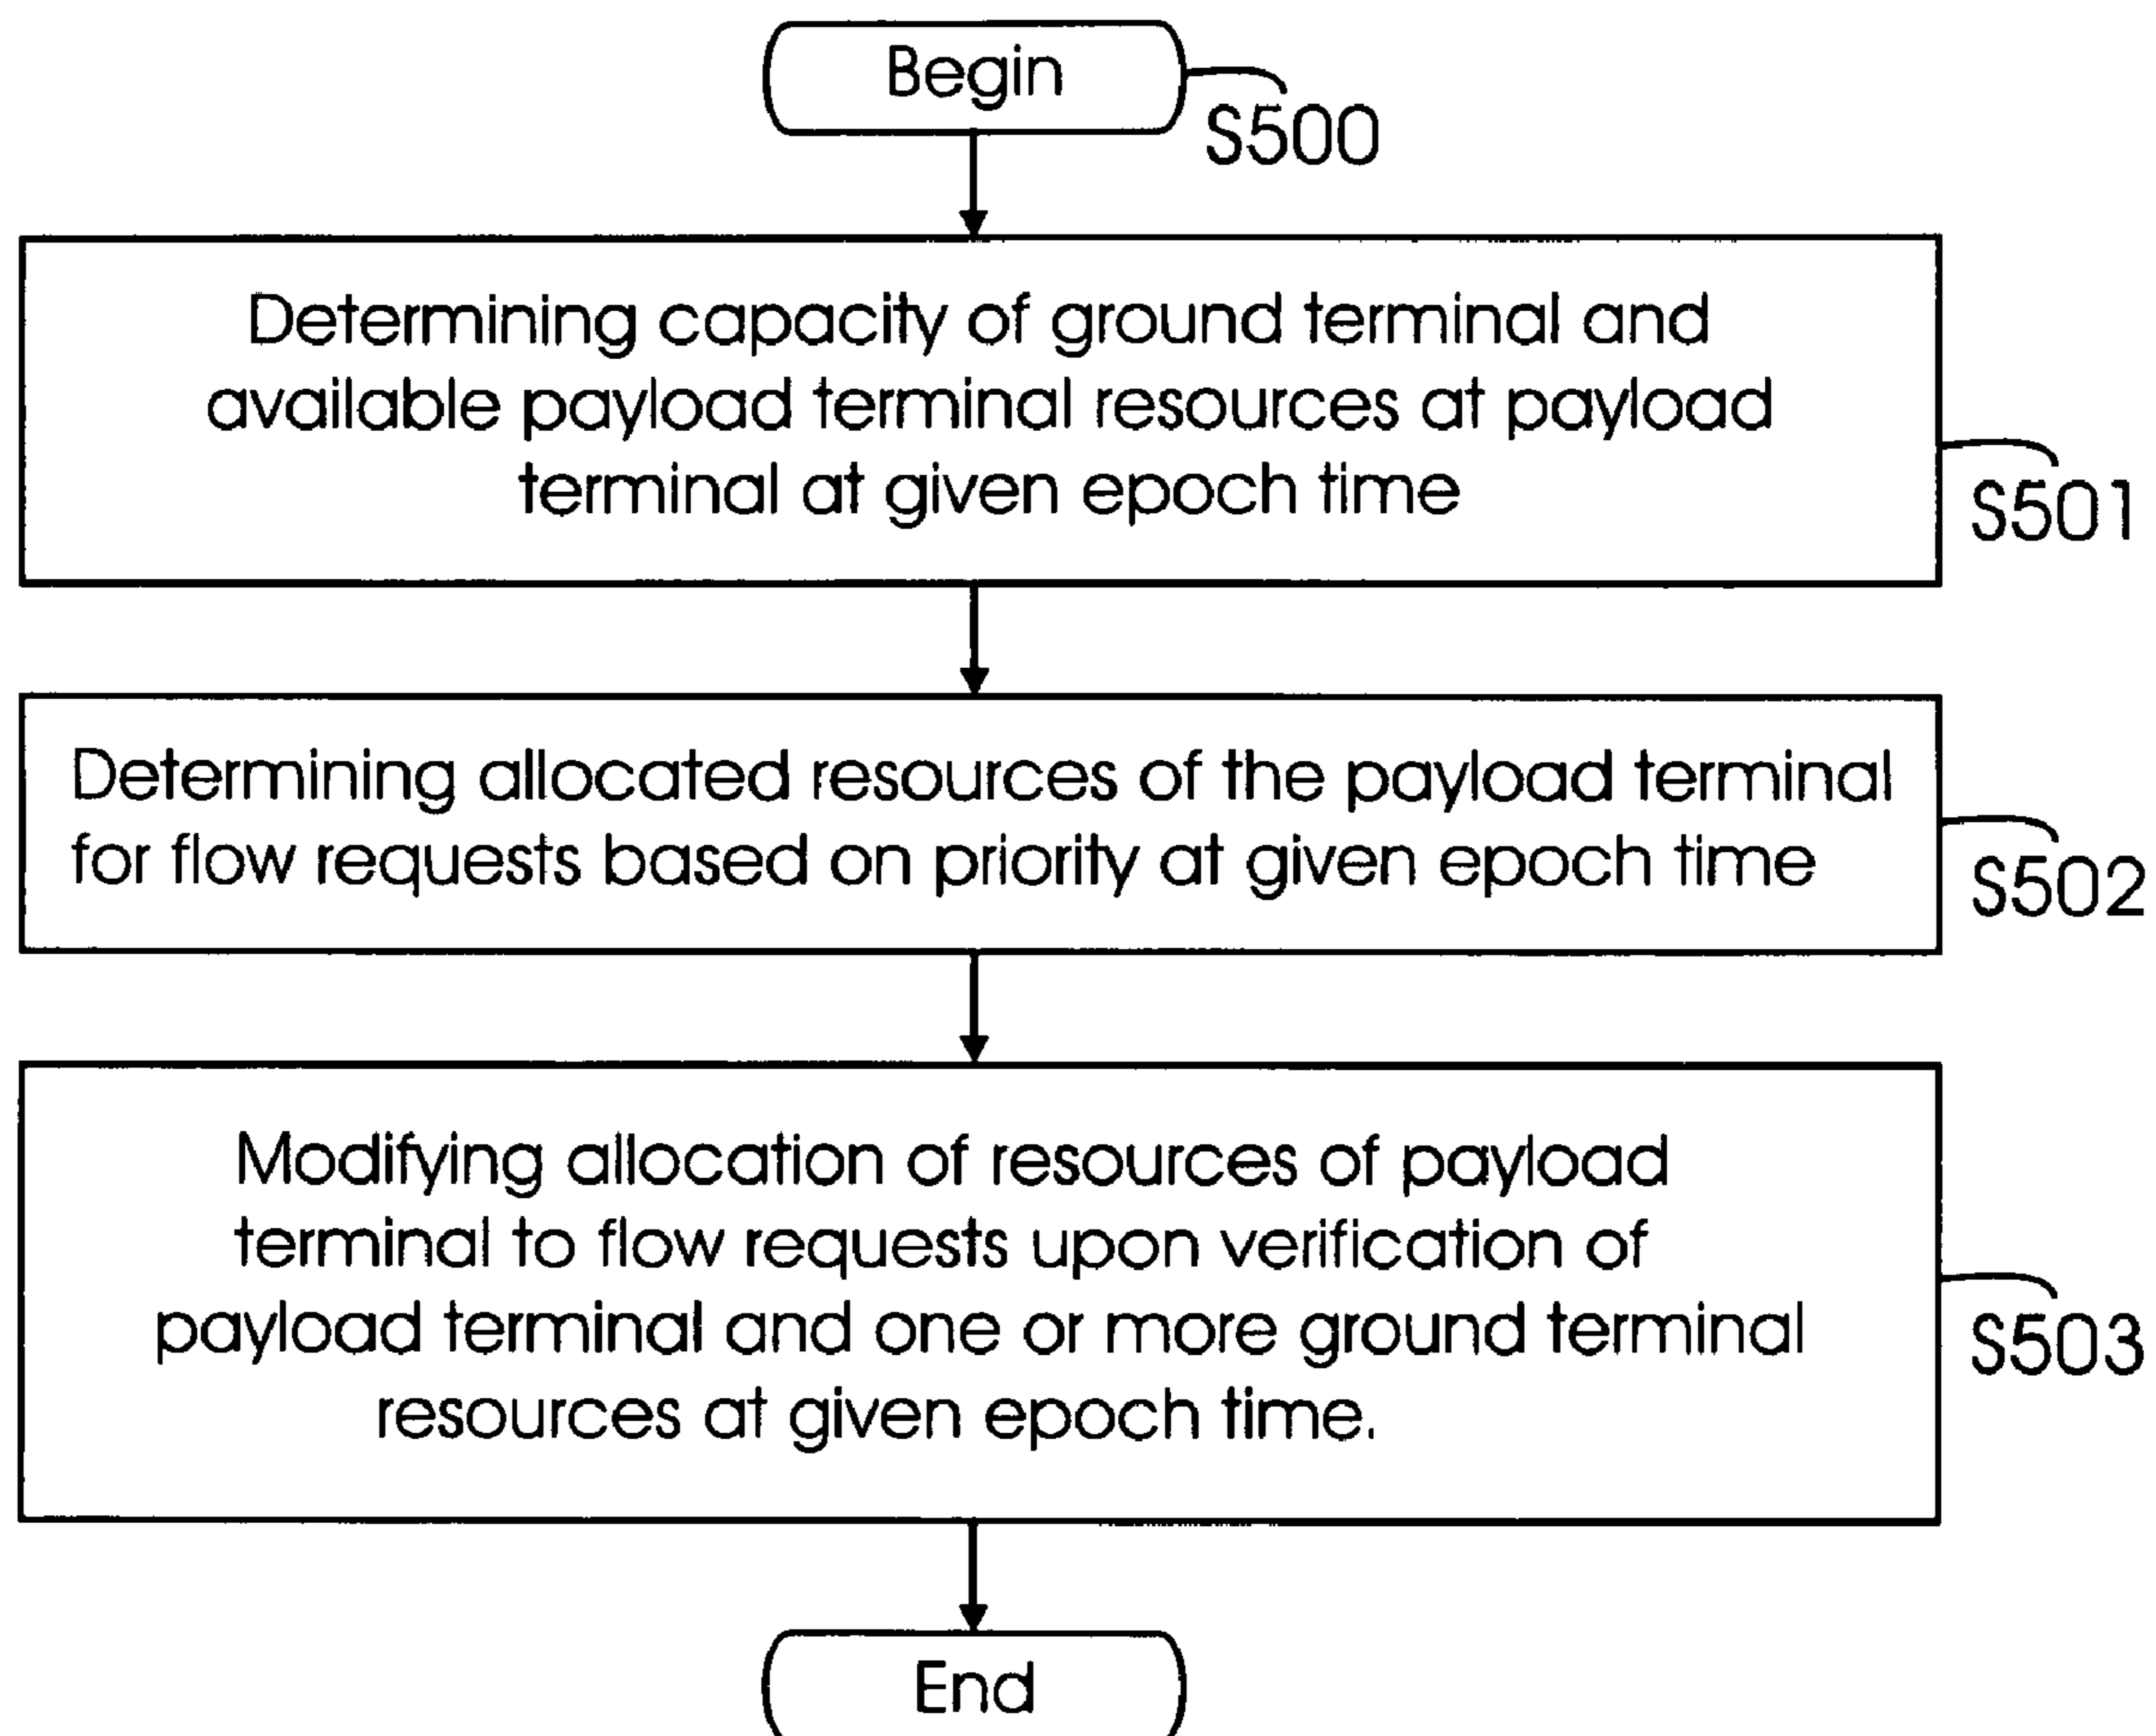 Begin
S500
Determining capacity of ground terminal and
available payload terminal resources at payload
terminal at given epoch time
S501
Determining allocated resources of the payload terminal
for flow requests based on priority at given epoch time
S502
Modifying allocation of resources of payload
terminal to flow requests upon verification of
payload terminal and one or more ground terminal
resources at given epoch time.
S503
End